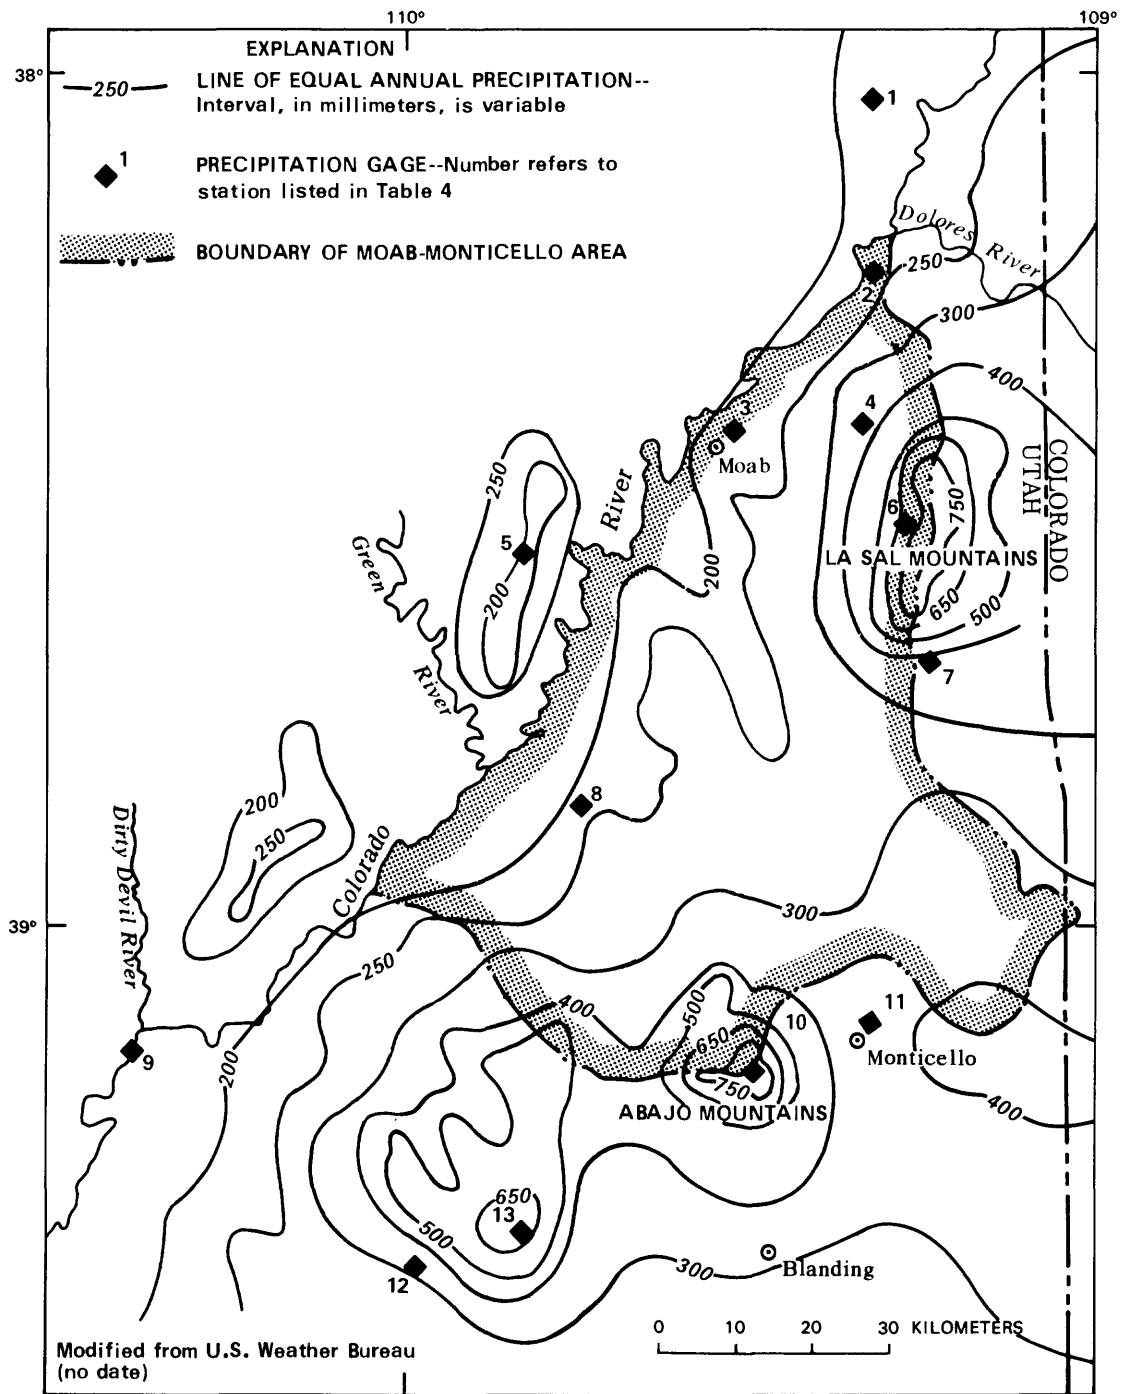 110°
109°
38°
EXPLANATION
250
LINE OF EQUAL ANNUAL PRECIPITATION--
Interval, in millimeters, is variable
1
PRECIPITATION GAGE--Number refers to
station listed in Table 4
BOUNDARY OF MOAB-MONTICELLO AREA
1
Dolores River
250
2
300
400
3
4
Moab
250
River
COLORADO
UTAH
750
6
5
Green
River
200
200
LA SAL MOUNTAINS
650
500
7
200
250
8
Dirty Devil River
Colorado
300
39°
250
400
500
10
11
650
Monticello
9
200
750
ABAJO MOUNTAINS
400
650
13
500
12
300
Blanding
0 10 20 30 KILOMETERS
Modified from U.S. Weather Bureau
(no date)